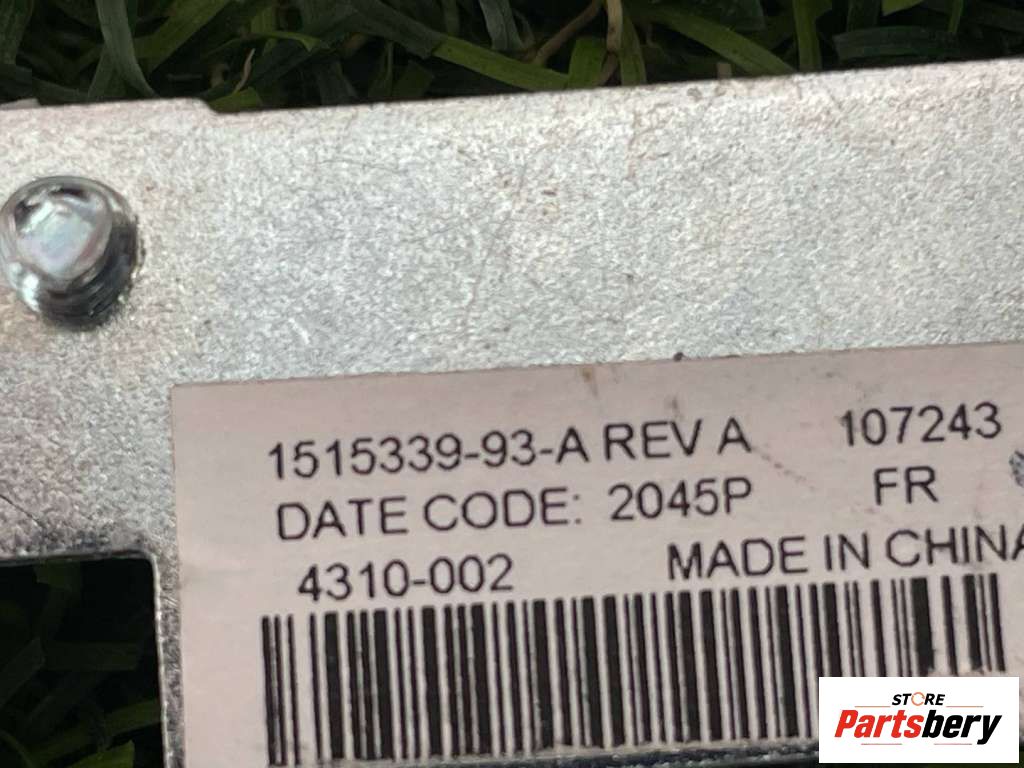 1515339-93-A REV A 107243
DATE CODE: 2045P FR
4310-002 MADE IN CHINA
STORE
Partsbery